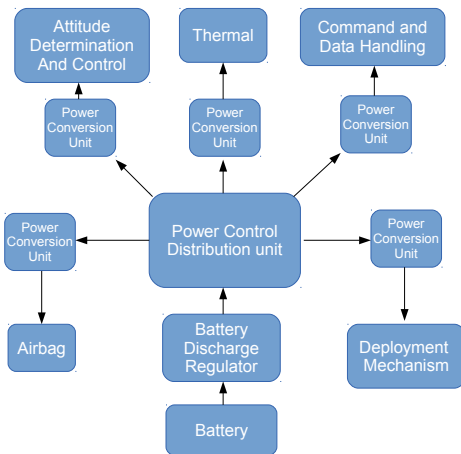 Attitude
Determination
And Control
Thermal
Command and
Data Handling
Power
Conversion
Unit
Power
Conversion
Unit
Power
Conversion
Unit
Power
Conversion
Unit
Power Control
Distribution unit
Power
Conversion
Unit
Airbag
Battery
Discharge
Regulator
Deployment
Mechanism
Battery